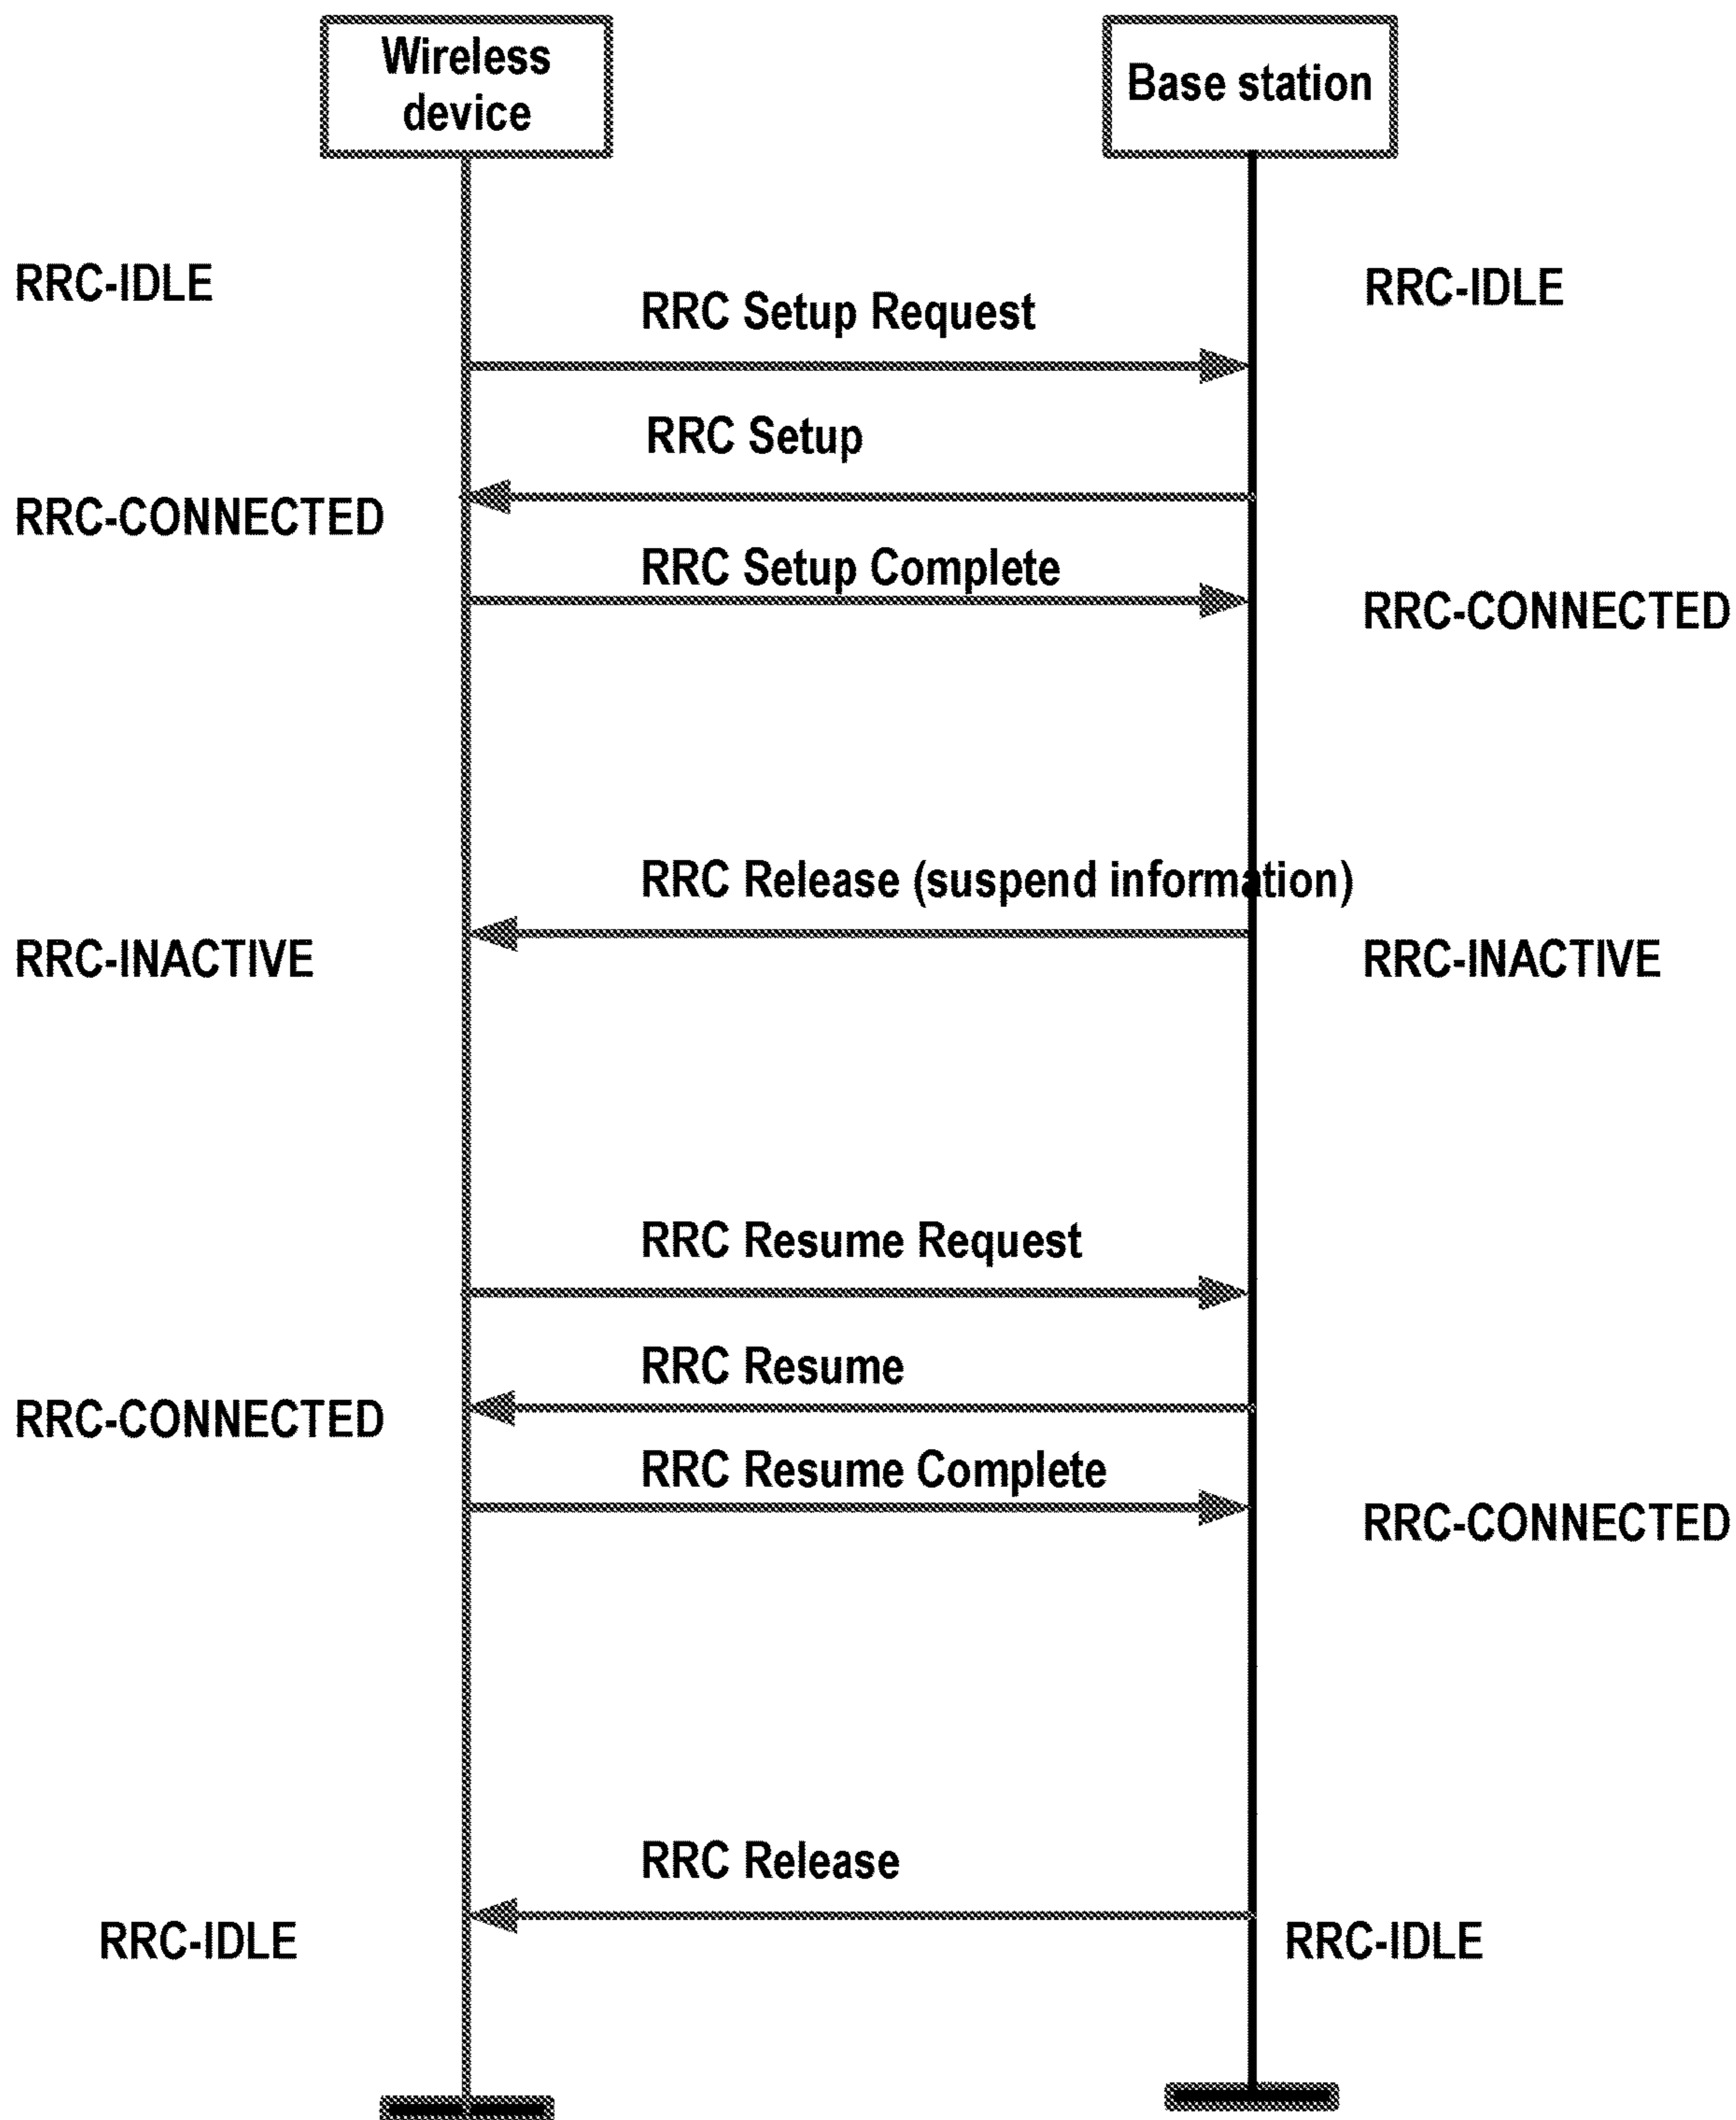 Wireless
device
Base station
RRC-IDLE
RRC-IDLE
RRC Setup Request
RRC Setup
RRC-CONNECTED
RRC Setup Complete
RRC-CONNECTED
RRC Release (suspend information)
RRC-INACTIVE
RRC-INACTIVE
RRC Resume Request
RRC Resume
RRC-CONNECTED
RRC Resume Complete
RRC-CONNECTED
RRC Release
RRC-IDLE
RRC-IDLE